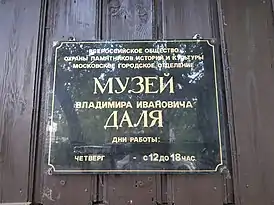 ВСЕРОССИЙСКОЕ ОБЩЕСТВО
ОХРАНЫ ПАМЯТНИКОВ ИСТОРИИ И КУЛЬТУРЫ
МОСКОВСКОЕ ГОРОДСКОЕ ОТДЕЛЕНИЕ
МУЗЕЙ
ВЛАДИМИРА ИВАНОВИЧА
ДАЛЯ
ДНИ РАБОТЫ:
ЧЕТВЕРГ - С 12 ДО 18 ЧАС